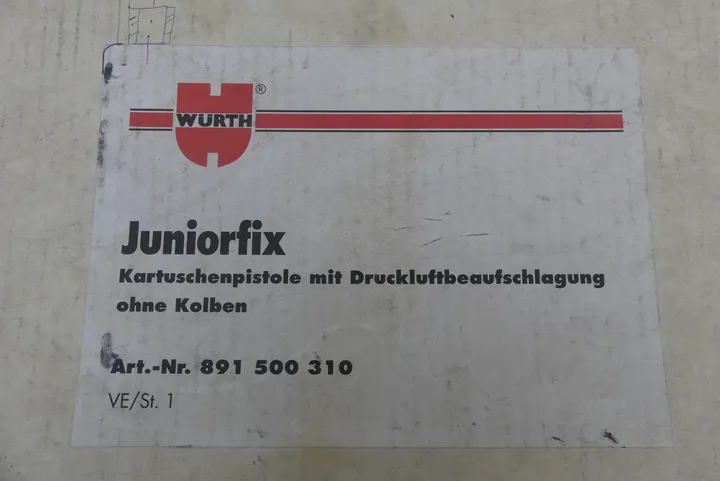 WÜRTH ®
Juniorfix
Kartuschenpistole mit Druckluftbeaufschlagung
ohne Kolben
Art.-Nr. 891 500 310
VE/St. 1